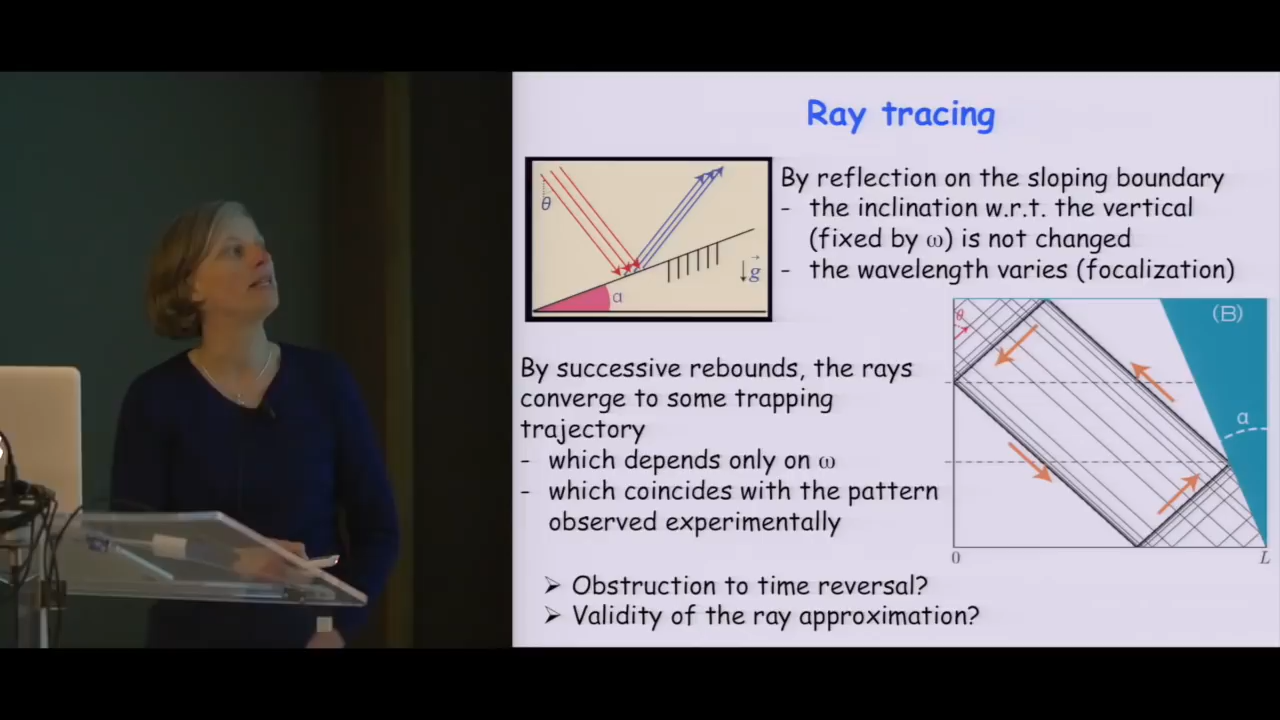 Ray tracing
θ
α
g
By reflection on the sloping boundary
- the inclination w.r.t. the vertical
(fixed by ω) is not changed
- the wavelength varies (focalization)
θ
(B)
α
0
L
By successive rebounds, the rays
converge to some trapping
trajectory
- which depends only on ω
- which coincides with the pattern
observed experimentally
➢ Obstruction to time reversal?
➢ Validity of the ray approximation?